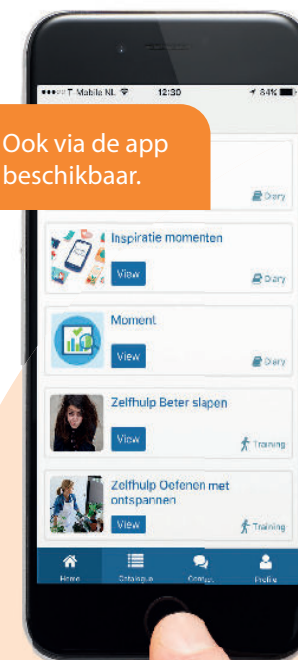 T-Mobile NL 12:30 84%
Ook via de app
beschikbaar.
Diary
Inspiratie momenten
View
Diary
Moment
View
Diary
Zelfhulp Beter slapen
View
Training
Zelfhulp Oefenen met
ontspannen
View
Training
Home Catalogue Contact Profile